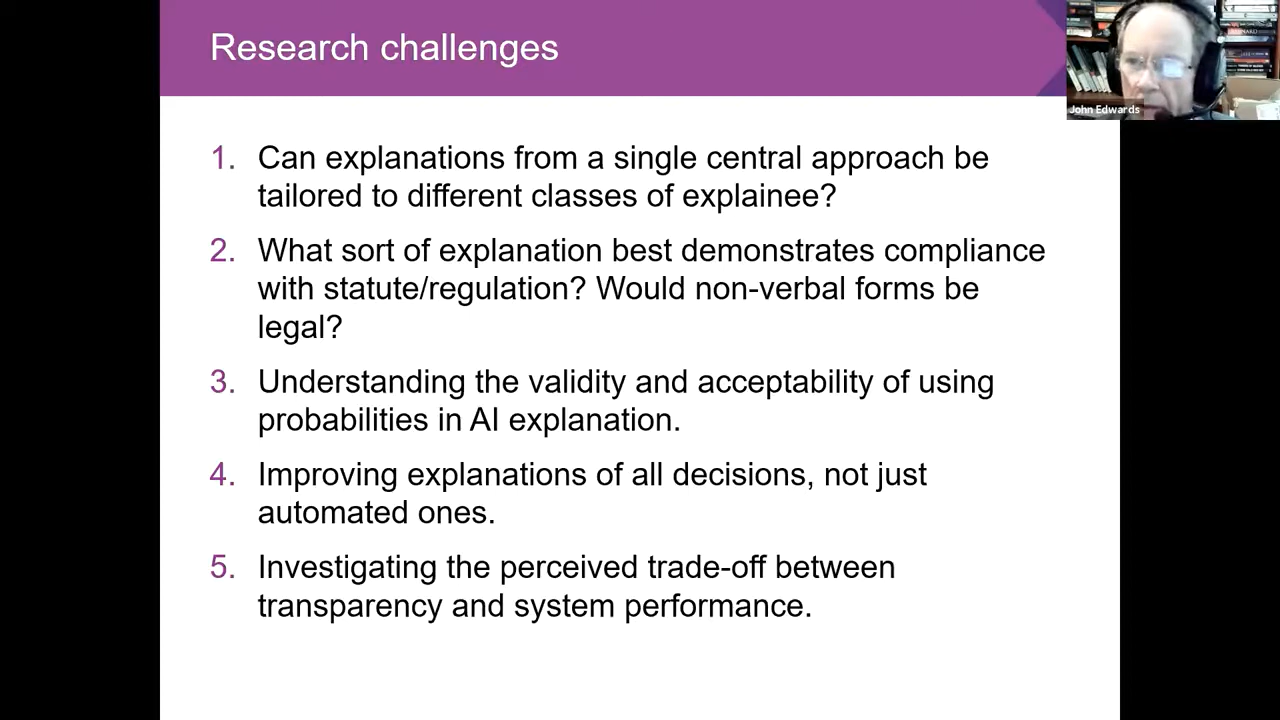 Research challenges
John Edwards
1. Can explanations from a single central approach be
tailored to different classes of explainee?
2. What sort of explanation best demonstrates compliance
with statute/regulation? Would non-verbal forms be
legal?
3. Understanding the validity and acceptability of using
probabilities in AI explanation.
4. Improving explanations of all decisions, not just
automated ones.
5. Investigating the perceived trade-off between
transparency and system performance.